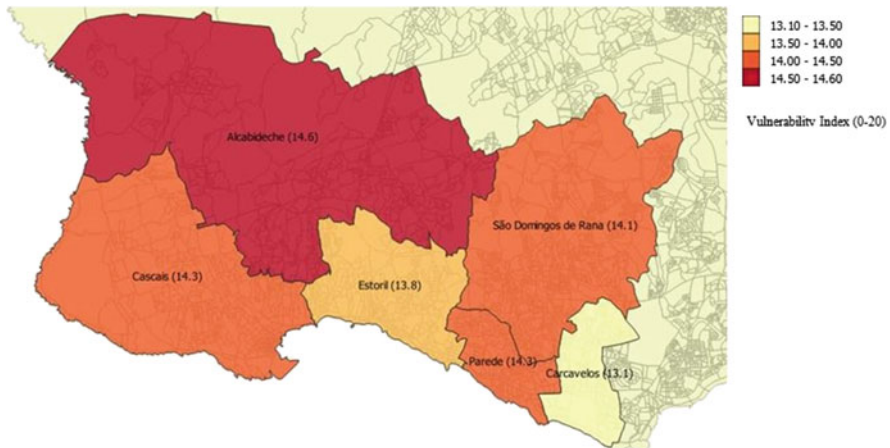 13.10 - 13.50
13.50 - 14.00
14.00 - 14.50
14.50 - 14.60
Vulnerability Index (0-20)
Alcabideche (14.6)
São Domingos de Rana (14.1)
Cascais (14.3)
Estoril (13.8)
Parede (14.3)
Carcavelos (13.1)